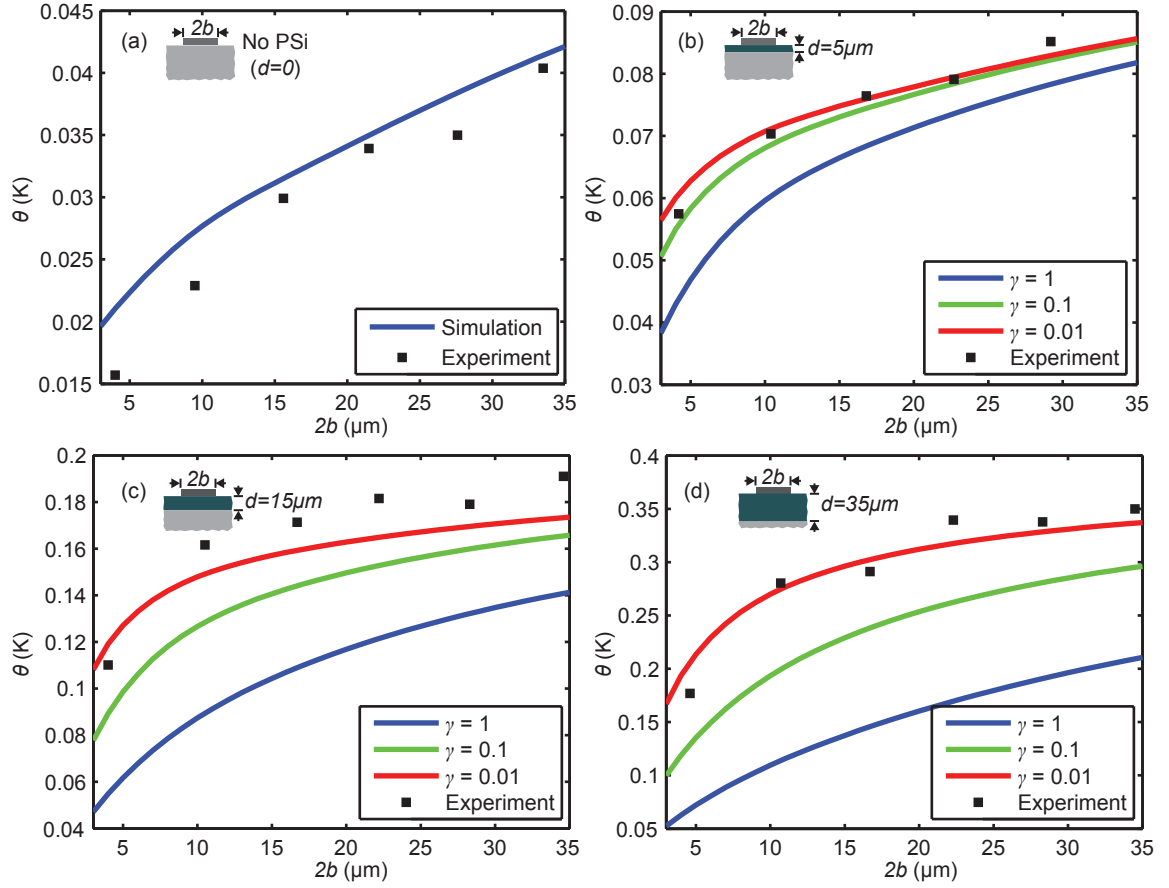 (a)
2b
No PSi
(d=0)
θ (K)
0.045
0.04
0.035
0.03
0.025
0.02
0.015
Simulation
Experiment
5 10 15 20 25 30 35
2b (μm)
(b)
2b
d=5μm
θ (K)
0.09
0.08
0.07
0.06
0.05
0.04
0.03
γ = 1
γ = 0.1
γ = 0.01
Experiment
5 10 15 20 25 30 35
2b (μm)
(c)
2b
d=15μm
θ (K)
0.2
0.18
0.16
0.14
0.12
0.1
0.08
0.06
0.04
γ = 1
γ = 0.1
γ = 0.01
Experiment
5 10 15 20 25 30 35
2b (μm)
(d)
2b
d=35μm
θ (K)
0.4
0.35
0.3
0.25
0.2
0.15
0.1
0.05
γ = 1
γ = 0.1
γ = 0.01
Experiment
5 10 15 20 25 30 35
2b (μm)